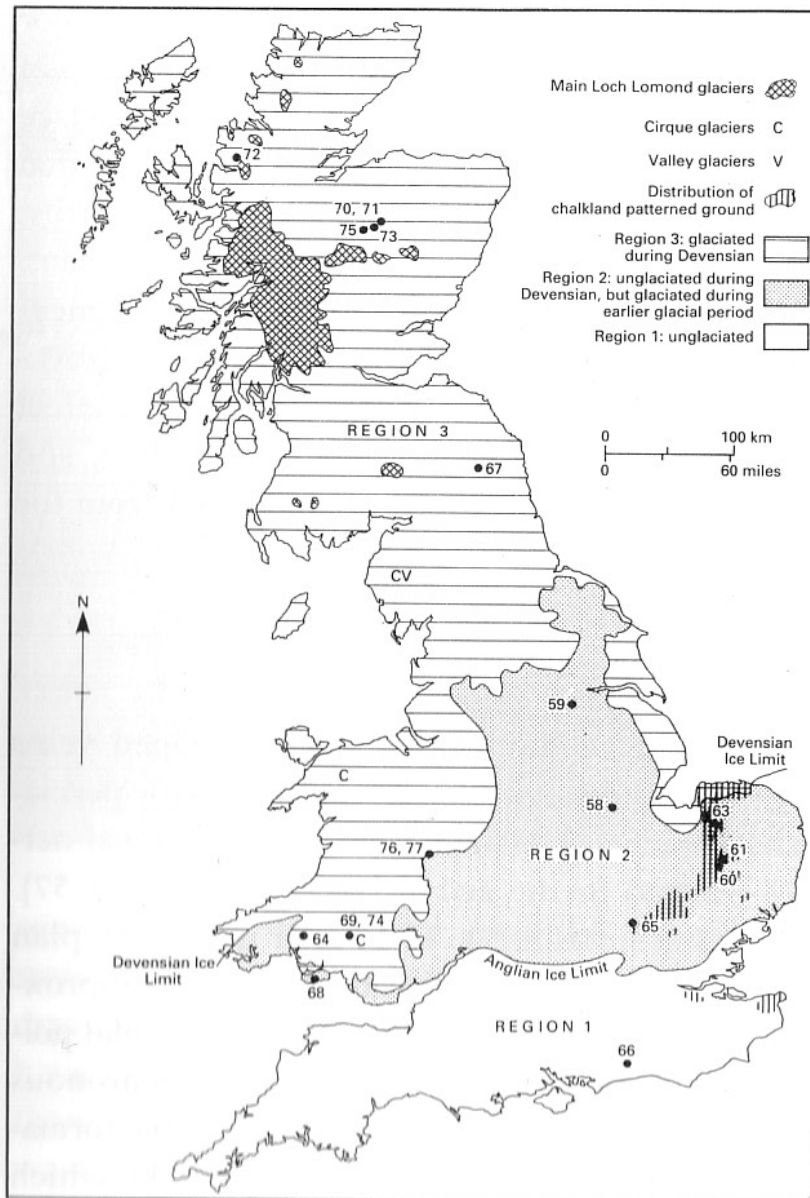 Main Loch Lomond glaciers
Cirque glaciers C
Valley glaciers V
Distribution of
chalkland patterned ground
Region 3: glaciated
during Devensian
Region 2: unglaciated during
Devensian, but glaciated during
earlier glacial period
Region 1: unglaciated
0 100 km
0 60 miles
72
70, 71
75
73
REGION 3
67
CV
N
59
Devensian
Ice Limit
C
58
63
76, 77
REGION 2
61
60
69, 74
64
C
65
Devensian Ice
Limit
Anglian Ice Limit
68
REGION 1
66